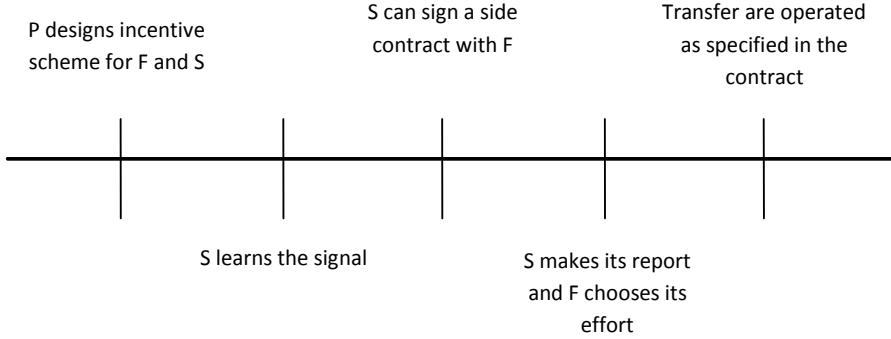 P designs incentive
scheme for F and S
S learns the signal
S can sign a side
contract with F
S makes its report
and F chooses its
effort
Transfer are operated
as specified in the
contract